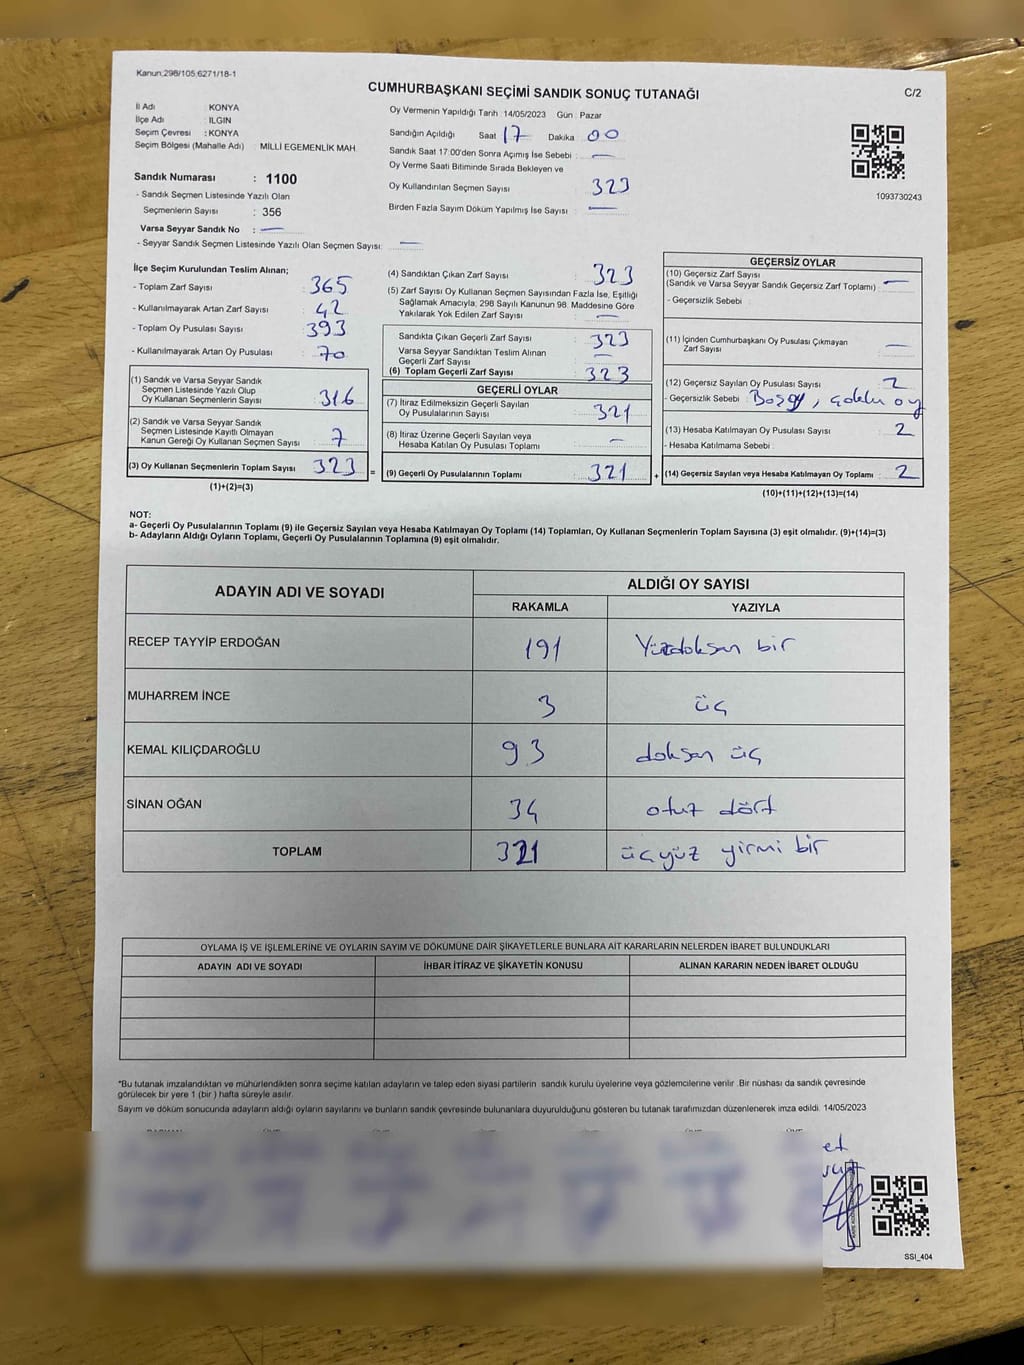 Kanun:298/105,6271/18-1
CUMHURBAŞKANI SEÇİMİ SANDIK SONUÇ TUTANAĞI
C/2
İl Adı : KONYA
İlçe Adı : ILGIN
Seçim Çevresi : KONYA
Seçim Bölgesi (Mahalle Adı) : MİLLİ EGEMENLİK MAH.
Sandık Numarası : 1100
- Sandık Seçmen Listesinde Yazılı Olan
Seçmenlerin Sayısı : 356
Varsa Seyyar Sandık No : —
- Seyyar Sandık Seçmen Listesinde Yazılı Olan Seçmen Sayısı: —
Oy Vermenin Yapıldığı Tarih : 14/05/2023 Gün : Pazar
Sandığın Açıldığı Saat 17 Dakika 00
Sandık Saat 17:00'den Sonra Açımış İse Sebebi : —
Oy Verme Saati Bitiminde Sırada Bekleyen ve
Oy Kullandırılan Seçmen Sayısı : 323
Birden Fazla Sayım Döküm Yapılmış İse Sayısı : —
1093730243
İlçe Seçim Kurulundan Teslim Alınan;
- Toplam Zarf Sayısı : 365
- Kullanılmayarak Artan Zarf Sayısı : 42
- Toplam Oy Pusulası Sayısı : 393
- Kullanılmayarak Artan Oy Pusulası : 70
(1) Sandık ve Varsa Seyyar Sandık
Seçmen Listesinde Yazılı Olup
Oy Kullanan Seçmenlerin Sayısı : 316
(2) Sandık ve Varsa Seyyar Sandık
Seçmen Listesinde Kayıtlı Olmayan
Kanun Gereği Oy Kullanan Seçmen Sayısı : 7
(3) Oy Kullanan Seçmenlerin Toplam Sayısı : 323
(1)+(2)=(3)
(4) Sandıktan Çıkan Zarf Sayısı : 323
(5) Zarf Sayısı Oy Kullanan Seçmen Sayısından Fazla İse, Eşitliği
Sağlamak Amacıyla, 298 Sayılı Kanunun 98. Maddesine Göre
Yakılarak Yok Edilen Zarf Sayısı : —
Sandıkta Çıkan Geçerli Zarf Sayısı : 323
Varsa Seyyar Sandıktan Teslim Alınan
Geçerli Zarf Sayısı : —
(6) Toplam Geçerli Zarf Sayısı : 323
GEÇERLİ OYLAR
(7) İtiraz Edilmeksizin Geçerli Sayılan
Oy Pusulalarının Sayısı : 321
(8) İtiraz Üzerine Geçerli Sayılan veya
Hesaba Katılan Oy Pusulası Toplamı : —
= (9) Geçerli Oy Pusulalarının Toplamı : 321 +
GEÇERSİZ OYLAR
(10) Geçersiz Zarf Sayısı
(Sandık ve Varsa Seyyar Sandık Geçersiz Zarf Toplamı) : —
- Geçersizlik Sebebi :
(11) İçinden Cumhurbaşkanı Oy Pusulası Çıkmayan
Zarf Sayısı : —
(12) Geçersiz Sayılan Oy Pusulası Sayısı : 2
- Geçersizlik Sebebi : Boş oy, çoklu oy
(13) Hesaba Katılmayan Oy Pusulası Sayısı : 2
- Hesaba Katılmama Sebebi :
(14) Geçersiz Sayılan veya Hesaba Katılmayan Oy Toplamı : 2
(10)+(11)+(12)+(13)=(14)
NOT:
a- Geçerli Oy Pusulalarının Toplamı (9) ile Geçersiz Sayılan veya Hesaba Katılmayan Oy Toplamı (14) Toplamları, Oy Kullanan Seçmenlerin Toplam Sayısına (3) eşit olmalıdır. (9)+(14)=(3)
b- Adayların Aldığı Oyların Toplamı, Geçerli Oy Pusulalarının Toplamına (9) eşit olmalıdır.
ADAYIN ADI VE SOYADI ALDIĞI OY SAYISI
RAKAMLA YAZIYLA
RECEP TAYYİP ERDOĞAN 191 Yüzdoksan bir
MUHARREM İNCE 3 üç
KEMAL KILIÇDAROĞLU 93 doksan üç
SİNAN OĞAN 34 otuz dört
TOPLAM 321 üçyüz yirmi bir
OYLAMA İŞ VE İŞLEMLERİNE VE OYLARIN SAYIM VE DÖKÜMÜNE DAİR ŞİKAYETLERLE BUNLARA AİT KARARLARIN NELERDEN İBARET BULUNDUKLARI
ADAYIN ADI VE SOYADI İHBAR İTİRAZ VE ŞİKAYETİN KONUSU ALINAN KARARIN NEDEN İBARET OLDUĞU
*Bu tutanak imzalandıktan ve mühürlendikten sonra seçime katılan adayların ve talep eden siyasi partilerin sandık kurulu üyelerine veya gözlemcilerine verilir .Bir nüshası da sandık çevresinde
görülecek bir yere 1 (bir ) hafta süreyle asılır.
Sayım ve döküm sonucunda adayların aldığı oyların sayılarını ve bunların sandık çevresinde bulunanlara duyurulduğunu gösteren bu tutanak tarafımızdan düzenlenerek imza edildi. 14/05/2023
SSI_404